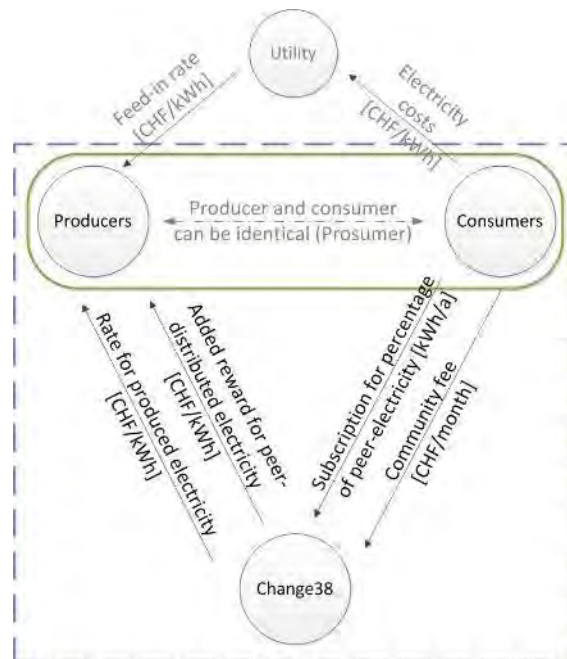 Utility
Feed-in rate
[CHF/kWh]
Electricity
costs
[CHF/kWh]
Producers
Producer and consumer
can be identical (Prosumer)
Consumers
Rate for produced electricity
[CHF/kWh]
Added reward for peer-
distributed electricity
[CHF/kWh]
Subscription for percentage
of peer-electricity [kWh/a]
Community fee
[CHF/month]
Change38